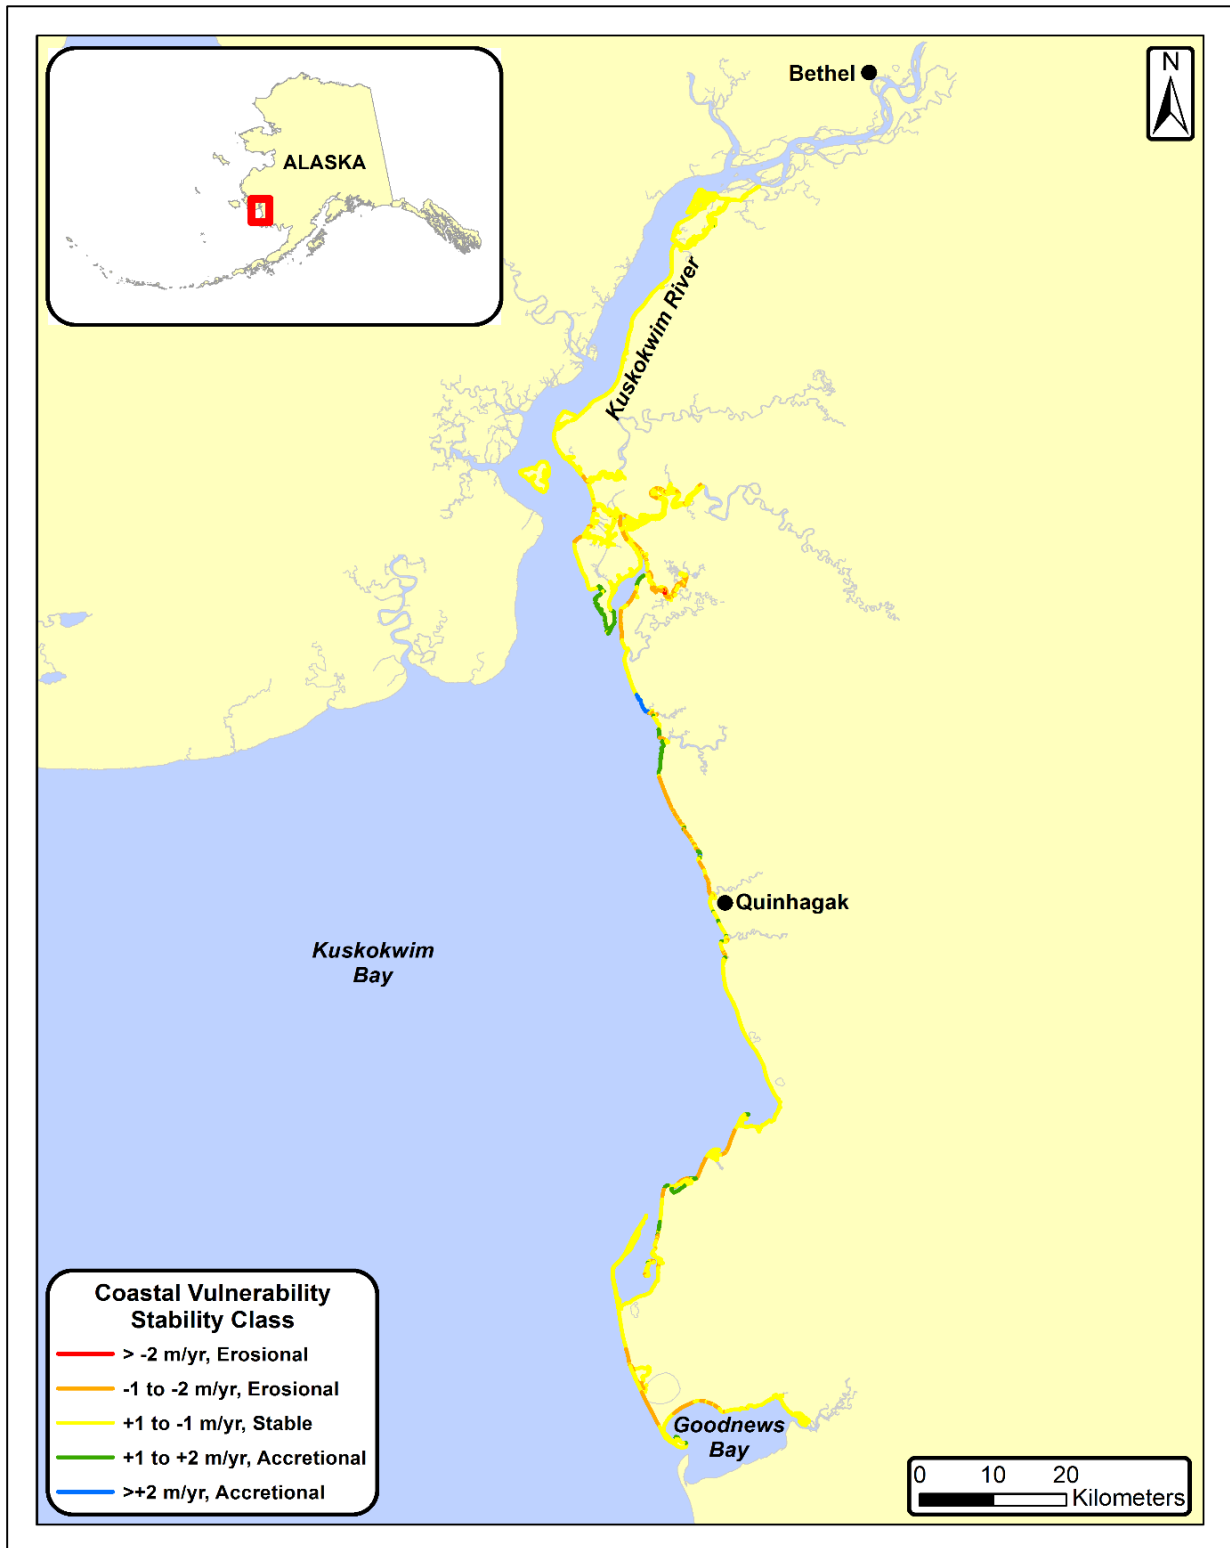 Bethel
N
ALASKA
Kuskokwim River
Quinhagak
Kuskokwim
Bay
Coastal Vulnerability
Stability Class
> -2 m/yr, Erosional
-1 to -2 m/yr, Erosional
+1 to -1 m/yr, Stable
+1 to +2 m/yr, Accretional
>+2 m/yr, Accretional
Goodnews
Bay
0 10 20
Kilometers